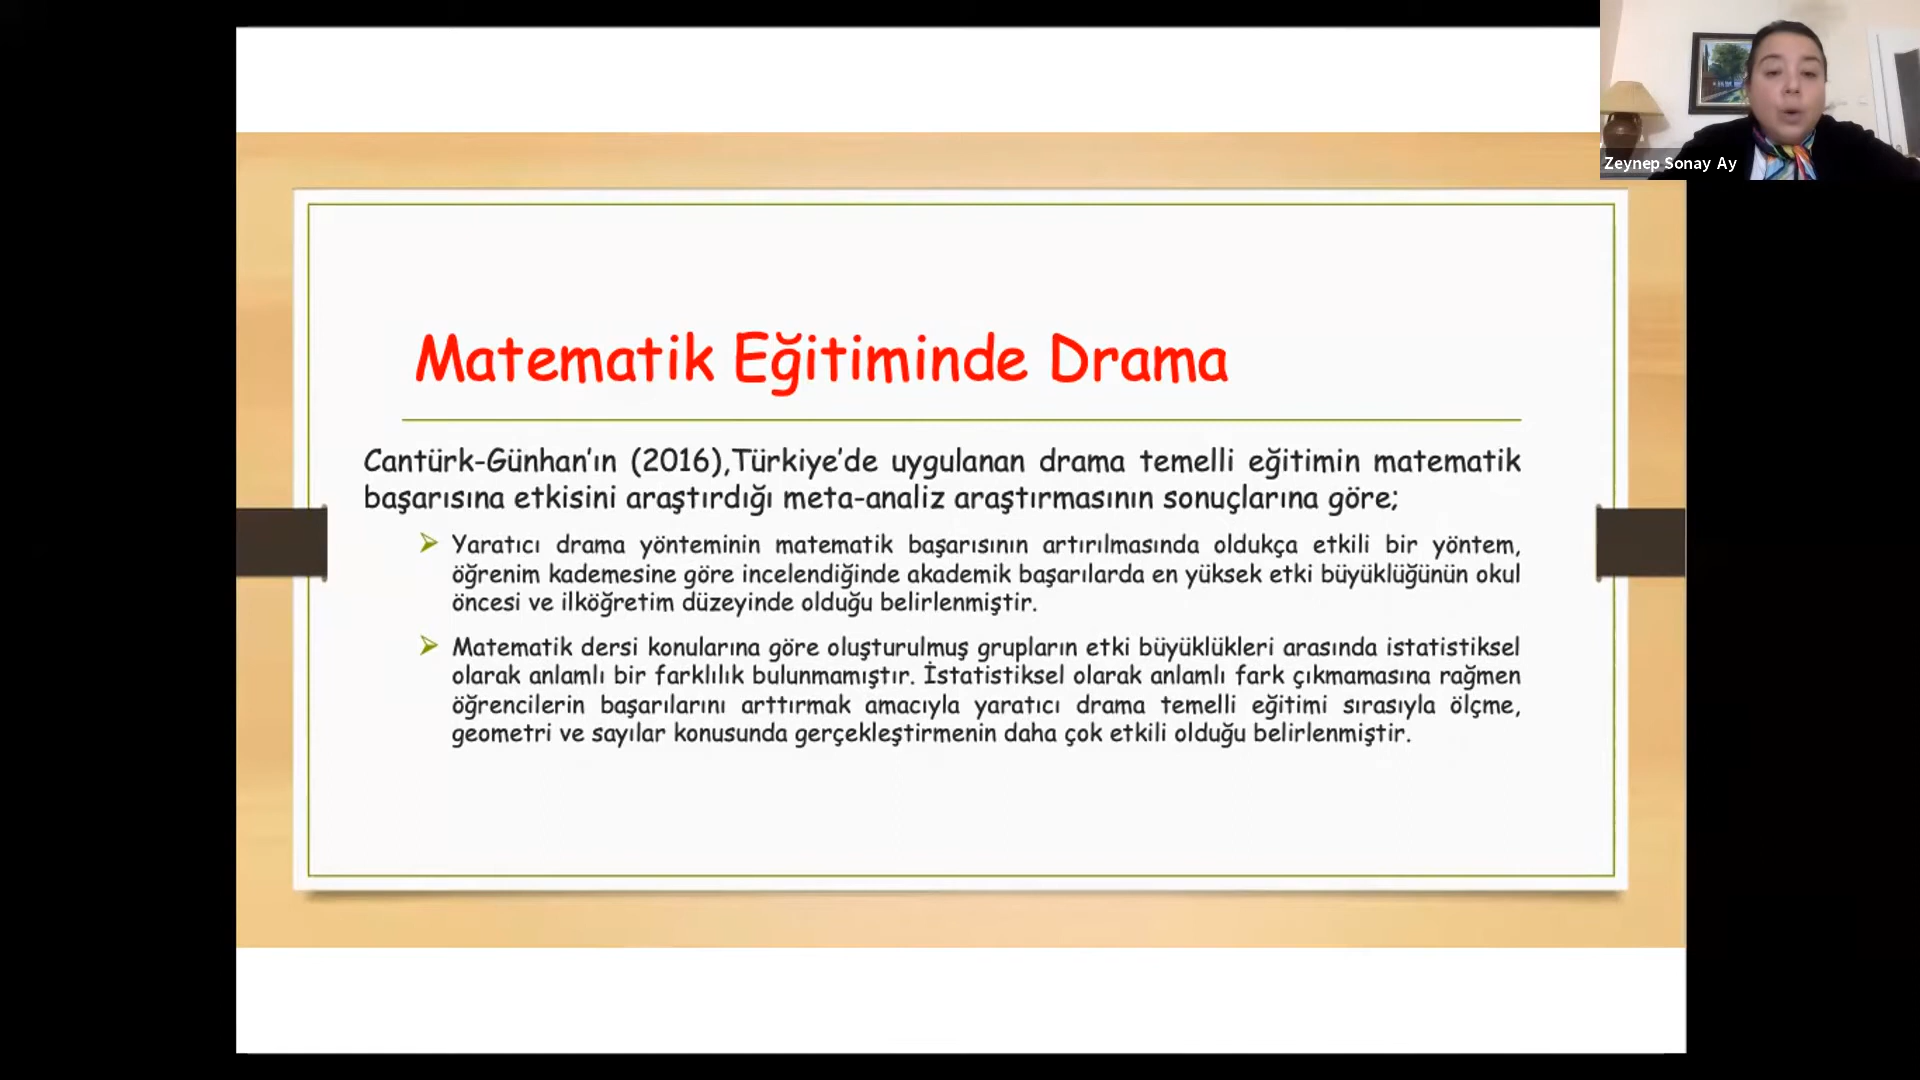 Zeynep Sonay Ay
Matematik Eğitiminde Drama
Cantürk-Günhan’ın (2016),Türkiye’de uygulanan drama temelli eğitimin matematik
başarısına etkisini araştırdığı meta-analiz araştırmasının sonuçlarına göre;
Yaratıcı drama yönteminin matematik başarısının artırılmasında oldukça etkili bir yöntem,
öğrenim kademesine göre incelendiğinde akademik başarılarda en yüksek etki büyüklüğünün okul
öncesi ve ilköğretim düzeyinde olduğu belirlenmiştir.
Matematik dersi konularına göre oluşturulmuş grupların etki büyüklükleri arasında istatistiksel
olarak anlamlı bir farklılık bulunmamıştır. İstatistiksel olarak anlamlı fark çıkmamasına rağmen
öğrencilerin başarılarını arttırmak amacıyla yaratıcı drama temelli eğitimi sırasıyla ölçme,
geometri ve sayılar konusunda gerçekleştirmenin daha çok etkili olduğu belirlenmiştir.